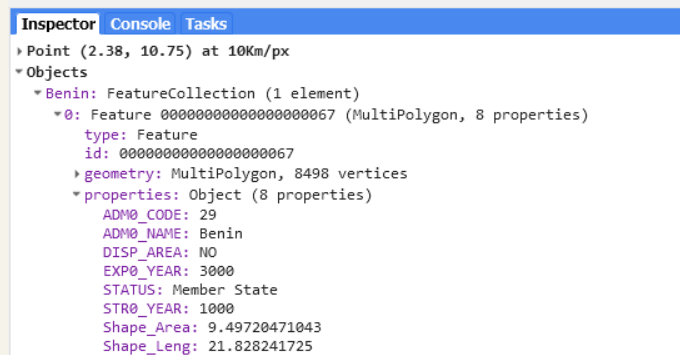 Inspector Console Tasks
Point (2.38, 10.75) at 10Km/px
Objects
Benin: FeatureCollection (1 element)
0: Feature 00000000000000000067 (MultiPolygon, 8 properties)
type: Feature
id: 00000000000000000067
geometry: MultiPolygon, 8498 vertices
properties: Object (8 properties)
ADM0_CODE: 29
ADM0_NAME: Benin
DISP_AREA: NO
EXP0_YEAR: 3000
STATUS: Member State
STR0_YEAR: 1000
Shape_Area: 9.49720471043
Shape_Leng: 21.828241725